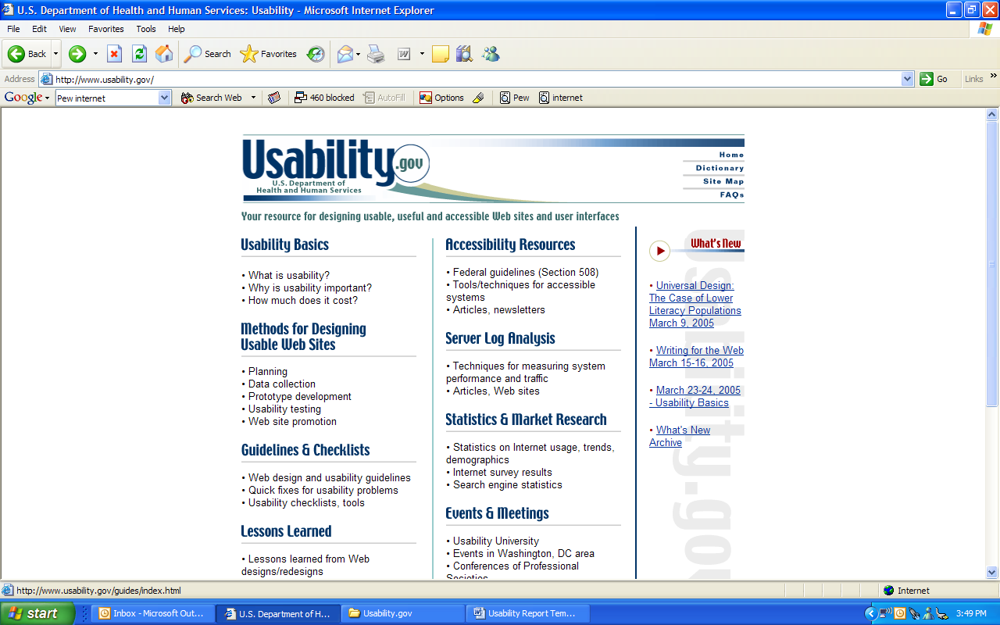 U.S. Department of Health and Human Services: Usability - Microsoft Internet Explorer
File Edit View Favorites Tools Help
Back Search Favorites
Address http://www.usability.gov/ Go Links »
Google Pew internet Search Web 460 blocked AutoFill Options Pew internet
Usability.gov
U.S. Department of
Health and Human Services
Home
Dictionary
Site Map
FAQs
Your resource for designing usable, useful and accessible Web sites and user interfaces
Usability Basics
• What is usability?
• Why is usability important?
• How much does it cost?
Methods for Designing
Usable Web Sites
• Planning
• Data collection
• Prototype development
• Usability testing
• Web site promotion
Guidelines & Checklists
• Web design and usability guidelines
• Quick fixes for usability problems
• Usability checklists, tools
Lessons Learned
• Lessons learned from Web
designs/redesigns
Accessibility Resources
• Federal guidelines (Section 508)
• Tools/techniques for accessible
systems
• Articles, newsletters
Server Log Analysis
• Techniques for measuring system
performance and traffic
• Articles, Web sites
Statistics & Market Research
• Statistics on Internet usage, trends,
demographics
• Internet survey results
• Search engine statistics
Events & Meetings
• Usability University
• Events in Washington, DC area
• Conferences of Professional
Societies
What's New
• Universal Design:
The Case of Lower
Literacy Populations
March 9, 2005
• Writing for the Web
March 15-16, 2005
• March 23-24, 2005
- Usability Basics
• What's New
Archive
Usability.gov
http://www.usability.gov/guides/index.html Internet
start Inbox - Microsoft Out... U.S. Department of H... Usability.gov Usability Report Tem... 3:49 PM